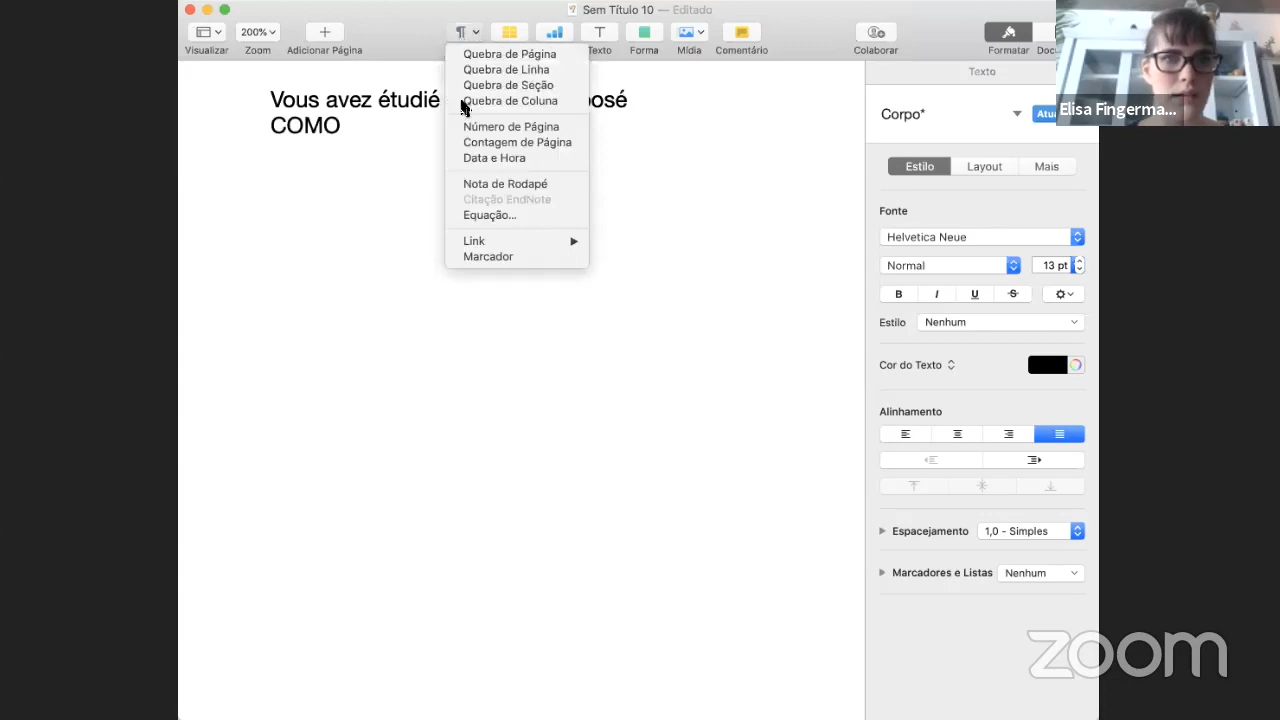 Sem Título 10 — Editado
200%
Visualizar
Zoom
Adicionar Página
Texto
Forma
Mídia
Comentário
Colaborar
Formatar
Elisa Fingerma...
Texto
Vous avez étudié
COMO
Quebra de Página
Quebra de Linha
Quebra de Seção
Quebra de Coluna
Número de Página
Contagem de Página
Data e Hora
Nota de Rodapé
Citação EndNote
Equação...
Link
Marcador
Corpo*
Estilo
Layout
Mais
Fonte
Helvetica Neue
Normal
13 pt
B I U S
Estilo
Nenhum
Cor do Texto
Alinhamento
Espacejamento
1,0 - Simples
Marcadores e Listas
Nenhum
zoom